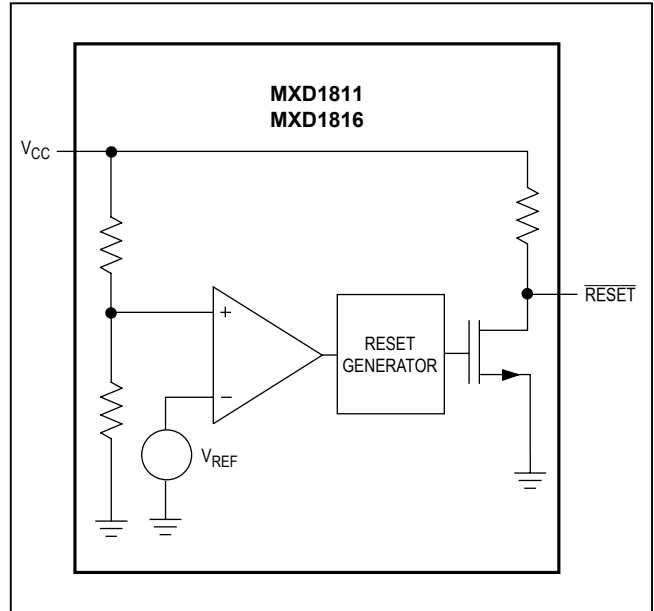 MXD1811
MXD1816
VCC
RESET
+
RESET
GENERATOR
−
VREF